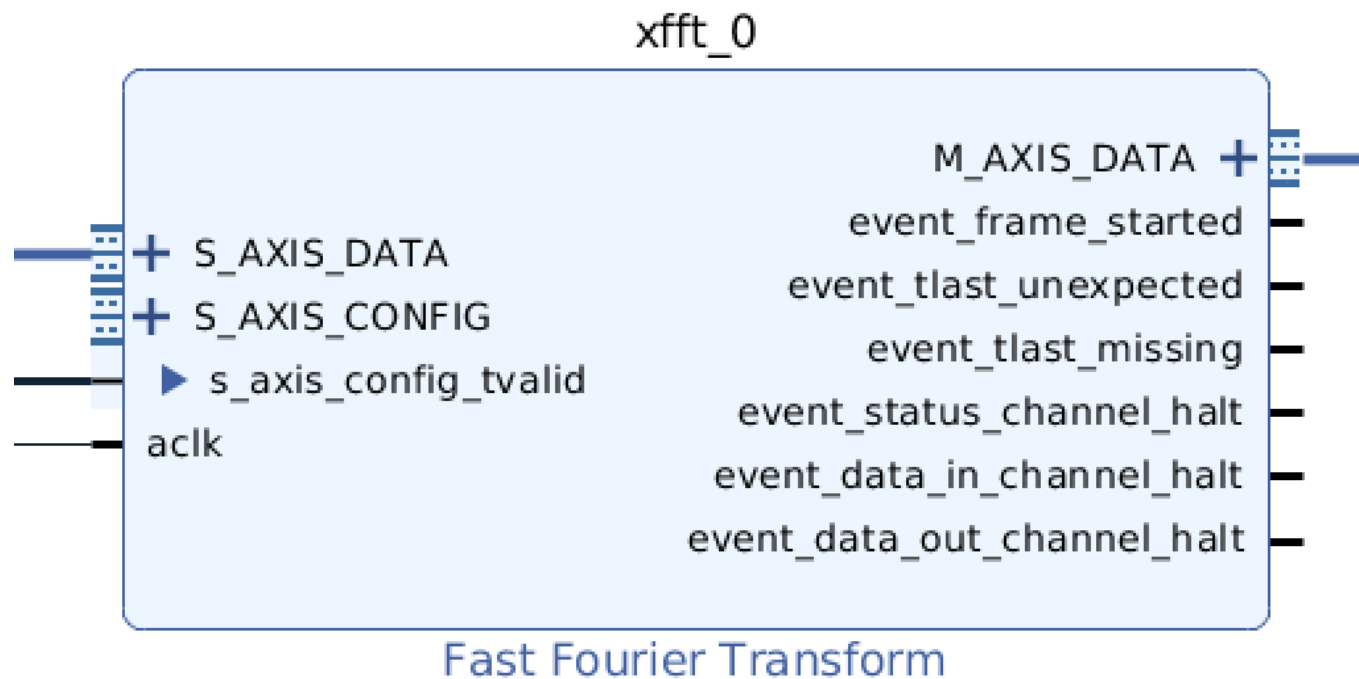 xfft_0
M_AXIS_DATA
event_frame_started
S_AXIS_DATA
event_tlast_unexpected
S_AXIS_CONFIG
event_tlast_missing
s_axis_config_tvalid
event_status_channel_halt
aclk
event_data_in_channel_halt
event_data_out_channel_halt
Fast Fourier Transform